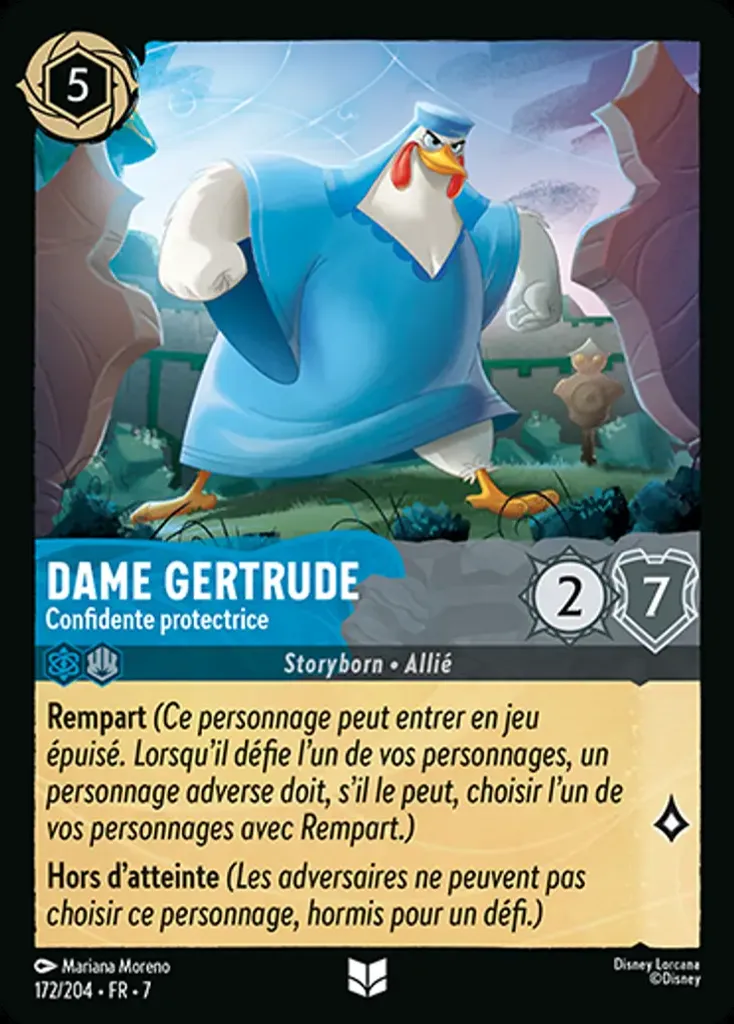 5
DAME GERTRUDE
Confidente protectrice
2
7
Storyborn • Allié
Rempart (Ce personnage peut entrer en jeu
épuisé. Lorsqu'il défie l'un de vos personnages, un
personnage adverse doit, s'il le peut, choisir l'un de
vos personnages avec Rempart.)
Hors d'atteinte (Les adversaires ne peuvent pas
choisir ce personnage, hormis pour un défi.)
Mariana Moreno
172/204 • FR • 7
Disney Lorcana
©Disney